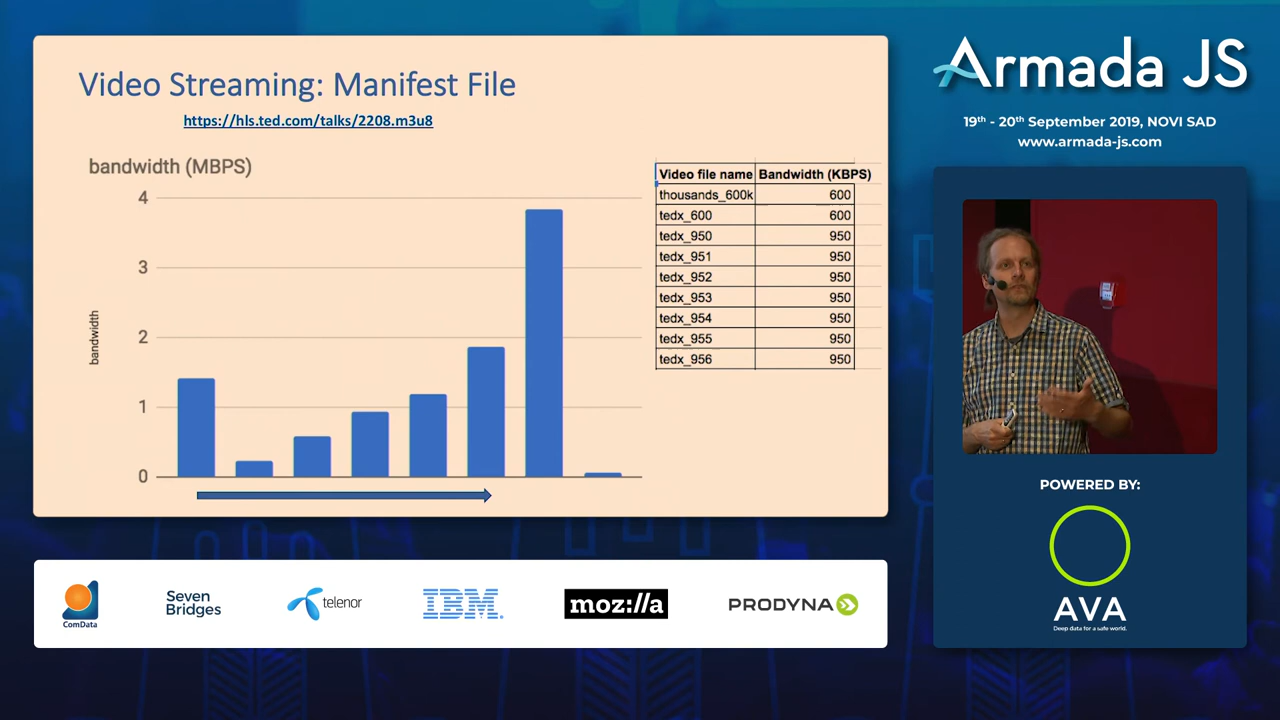 Video Streaming: Manifest File
https://hls.ted.com/talks/2208.m3u8
bandwidth (MBPS)
4
3
2
1
0
bandwidth
Video file name Bandwidth (KBPS)
thousands_600k 600
tedx_600 600
tedx_950 950
tedx_951 950
tedx_952 950
tedx_953 950
tedx_954 950
tedx_955 950
tedx_956 950
Armada JS
19th - 20th September 2019, NOVI SAD
www.armada-js.com
POWERED BY:
AVA
Deep data for a safe world.
ComData
Seven
Bridges
telenor
IBM
moz://a
PRODYNA